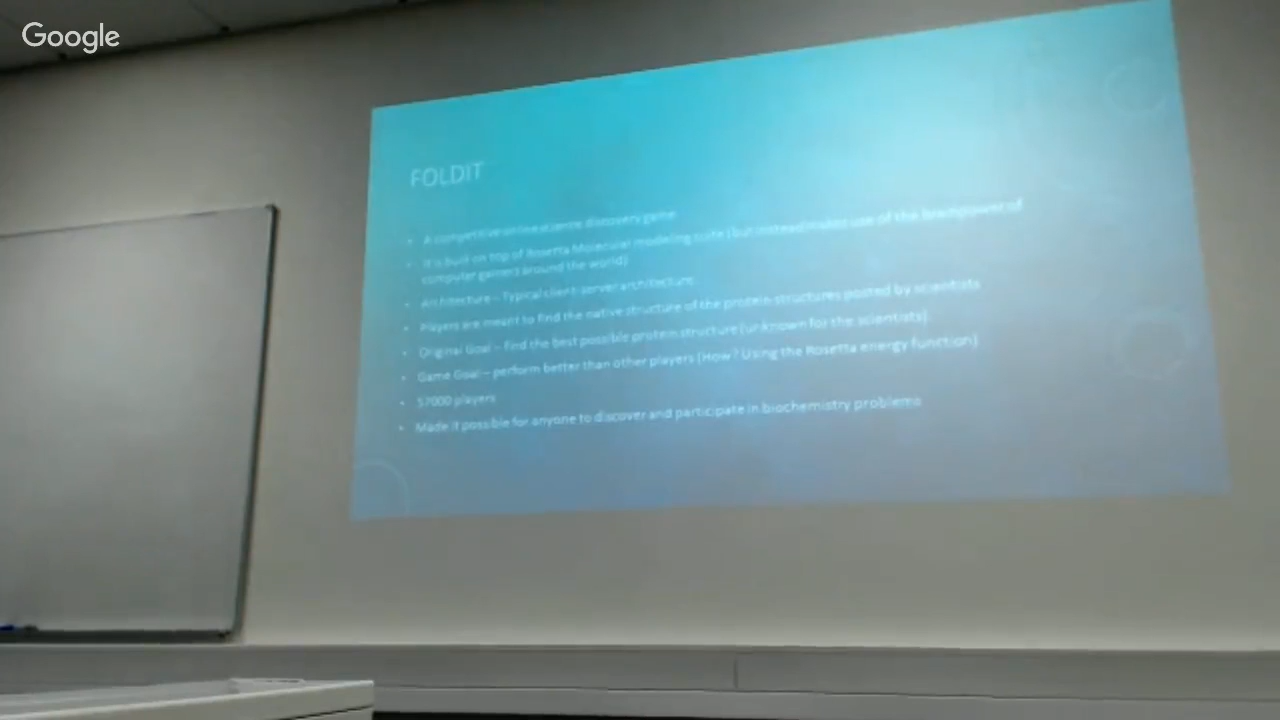 Google
FOLDIT
A competitive online science discovery game
It is built on top of Rosetta Molecular modeling suite (but instead makes use of the brainpower of
computer gamers around the world)
Architecture – Typical client-server architecture
Players are meant to find the native structure of the protein structures posted by scientists
Original Goal – find the best possible protein structure (unknown for the scientists)
Game Goal – perform better than other players (How? Using the Rosetta energy function)
57000 players
Made it possible for anyone to discover and participate in biochemistry problems